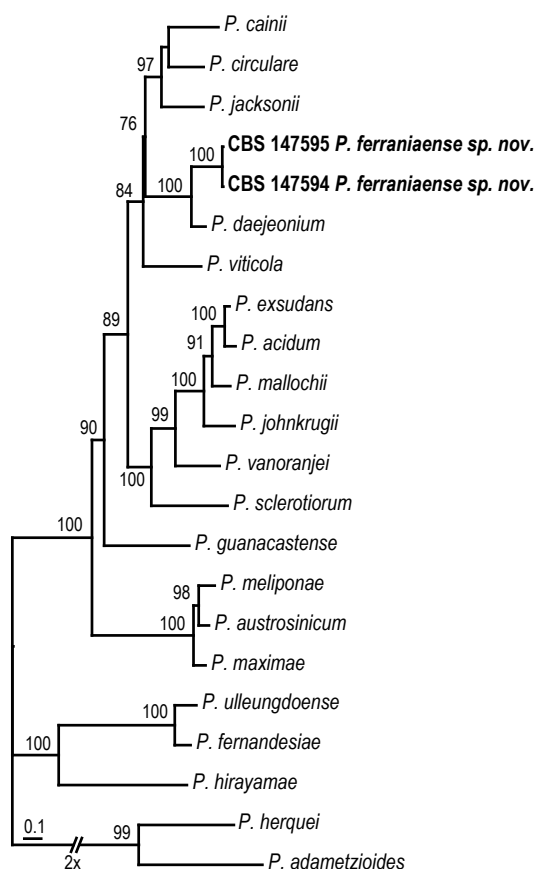 P. cainii
97
P. circulare
P. jacksonii
76
100 CBS 147595 P. ferraniaense sp. nov.
CBS 147594 P. ferraniaense sp. nov.
100
84
P. daejeonium
P. viticola
P. exsudans
100
89
P. acidum
91
P. mallochii
100
P. johnkrugii
99
P. vanoranjei
90
100
P. sclerotiorum
100
P. guanacastense
P. meliponae
98
P. austrosinicum
100
P. maximae
P. ulleungdoense
100
P. fernandesiae
100
P. hirayamae
0.1
99
P. herquei
2x
P. adametzioides